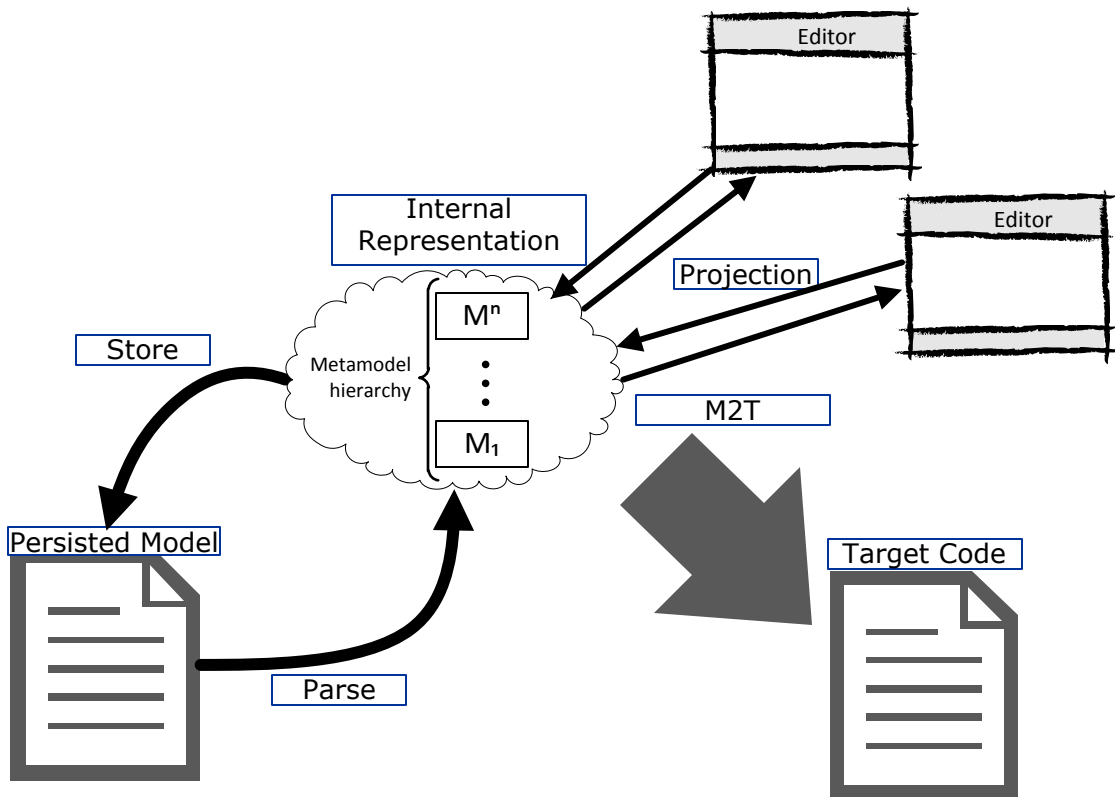 Editor
Editor
Internal
Representation
Projection
Mⁿ
Store
Metamodel
hierarchy
M2T
M₁
Persisted Model
Target Code
Parse